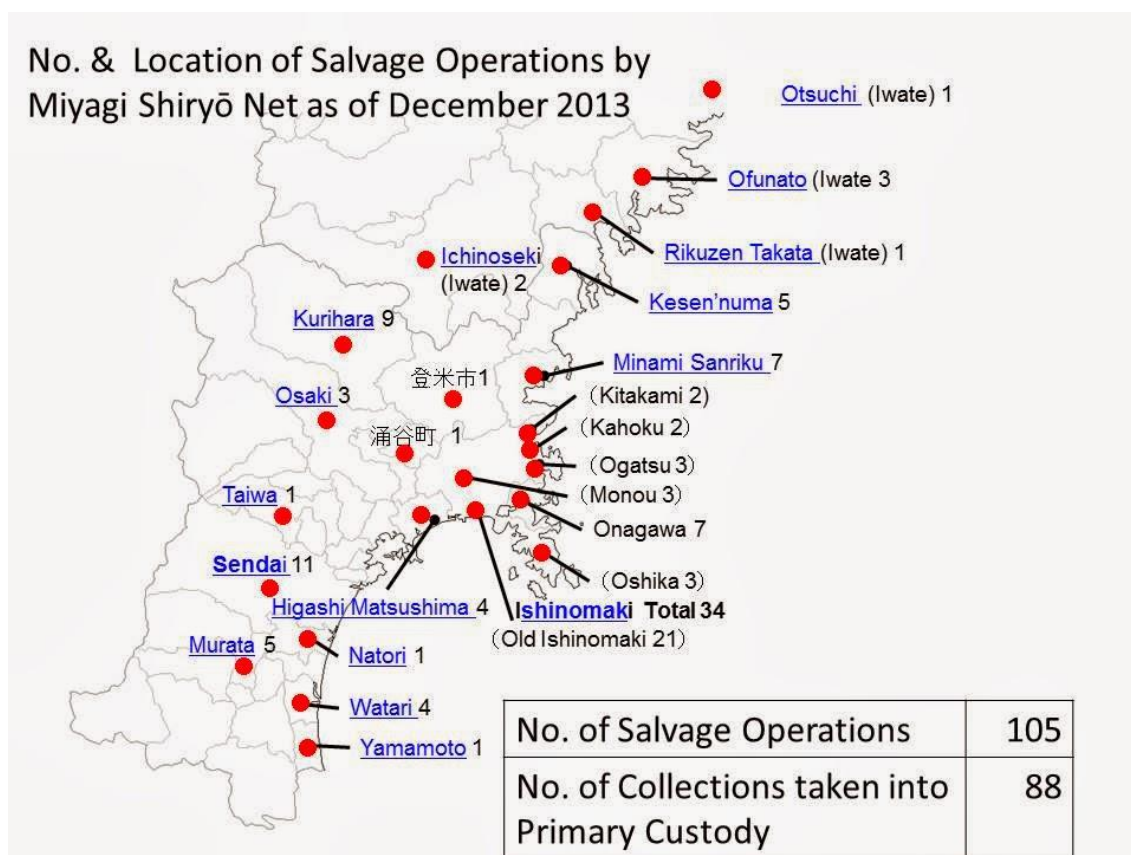 No. & Location of Salvage Operations by
Miyagi Shiryō Net as of December 2013
Otsuchi (Iwate) 1
Ofunato (Iwate 3
Rikuzen Takata (Iwate) 1
Ichinoseki
(Iwate) 2
Kesen’numa 5
Kurihara 9
Minami Sanriku 7
登米市1
Osaki 3
（Kitakami 2)
（Kahoku 2）
涌谷町 1
（Ogatsu 3）
（Monou 3）
Taiwa 1
Onagawa 7
Sendai 11
（Oshika 3）
Higashi Matsushima 4
Ishinomaki Total 34
（Old Ishinomaki 21）
Murata 5
Natori 1
Watari 4
Yamamoto 1
No. of Salvage Operations 105
No. of Collections taken into 88
Primary Custody